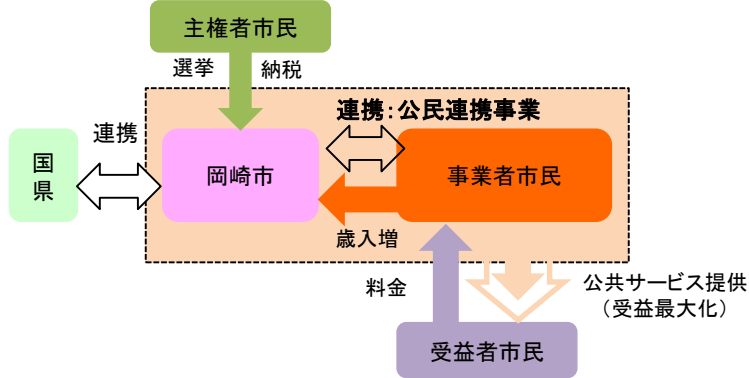 主権者市民
選挙 納税
連携：公民連携事業
連携
国
県
岡崎市
事業者市民
歳入増
料金
公共サービス提供
（受益最大化）
受益者市民